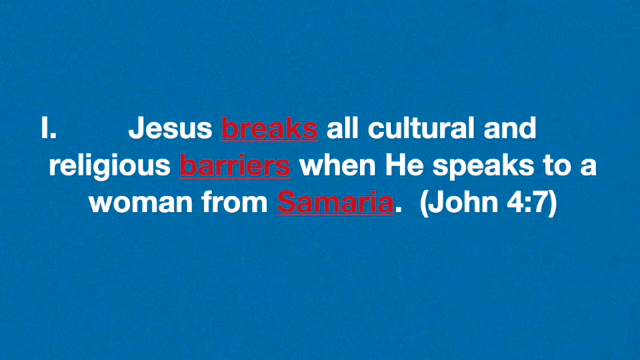 I. Jesus breaks all cultural and
religious barriers when He speaks to a
woman from Samaria. (John 4:7)